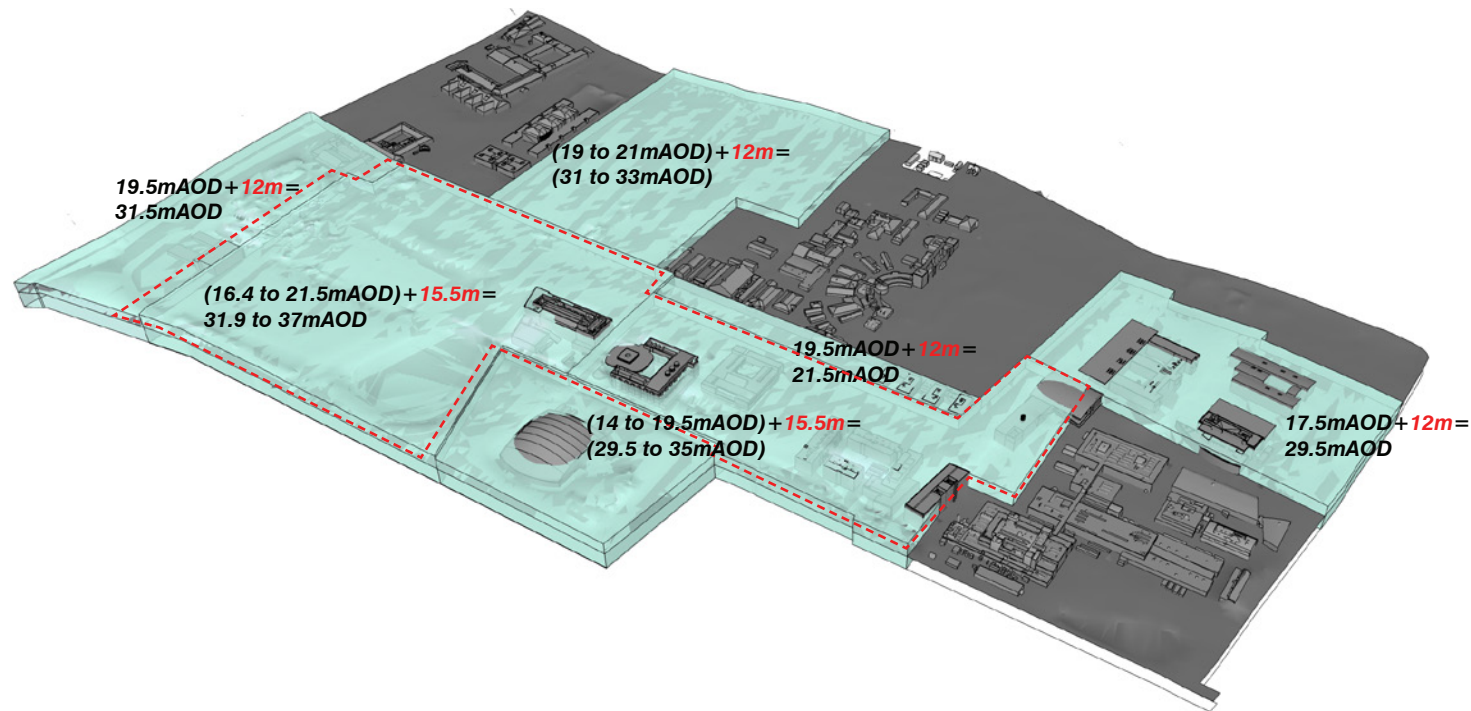 (19 to 21mAOD)+12m=
(31 to 33mAOD)
19.5mAOD+12m=
31.5mAOD
(16.4 to 21.5mAOD)+15.5m=
31.9 to 37mAOD
19.5mAOD+12m=
21.5mAOD
(14 to 19.5mAOD)+15.5m=
(29.5 to 35mAOD)
17.5mAOD+12m=
29.5mAOD